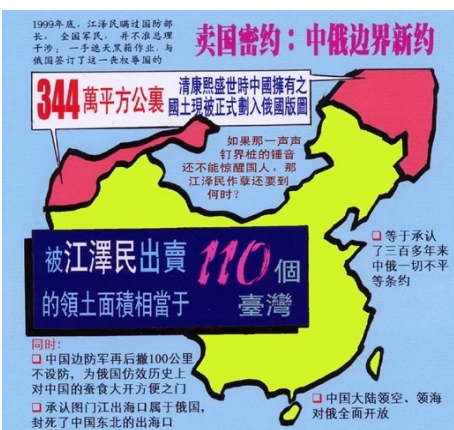 1999年底，江泽民瞒过国防部
长、全国军民，并不准总理
干涉；一手遮天黑箱作业，与
俄国签订了这一丧权辱国的
卖国密约：中俄边界新约
344萬平方公裏
清康熙盛世時中國擁有之
國土現被正式劃入俄國版圖
如果那一声声
钉界桩的锤音
还不能惊醒国人，那
江泽民作孽还要到
何时？
被江澤民出賣110個
的領土面積相當于臺灣
□等于承认
了三百多年来
中俄一切不平
等条约
同时：
□中国边防军再后撤100公里
不设防，为俄国仿效历史上
对中国的蚕食大开方便之门
□承认图门江出海口属于俄国，
封死了中国东北的出海口
□中国大陆领空、领海
对俄全面开放